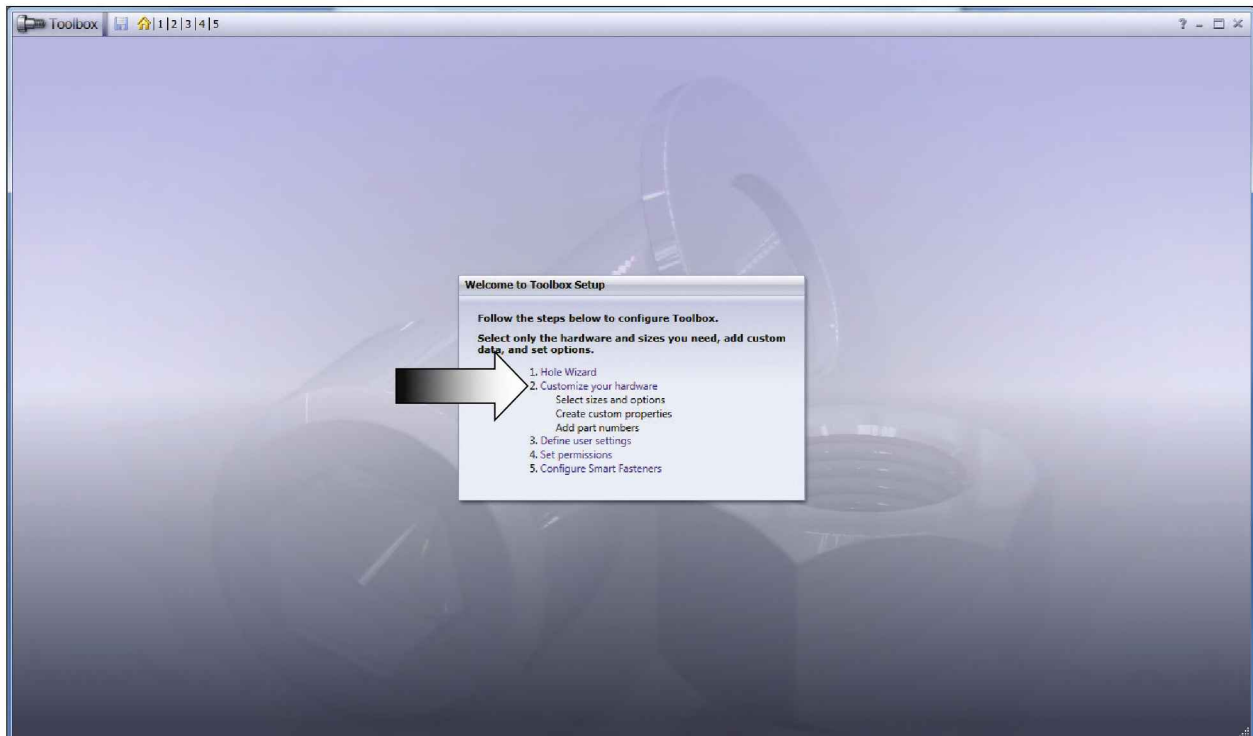 Toolbox 1|2|3|4|5 ?
Welcome to Toolbox Setup
Follow the steps below to configure Toolbox.
Select only the hardware and sizes you need, add custom
data, and set options.
1. Hole Wizard
2. Customize your hardware
Select sizes and options
Create custom properties
Add part numbers
3. Define user settings
4. Set permissions
5. Configure Smart Fasteners